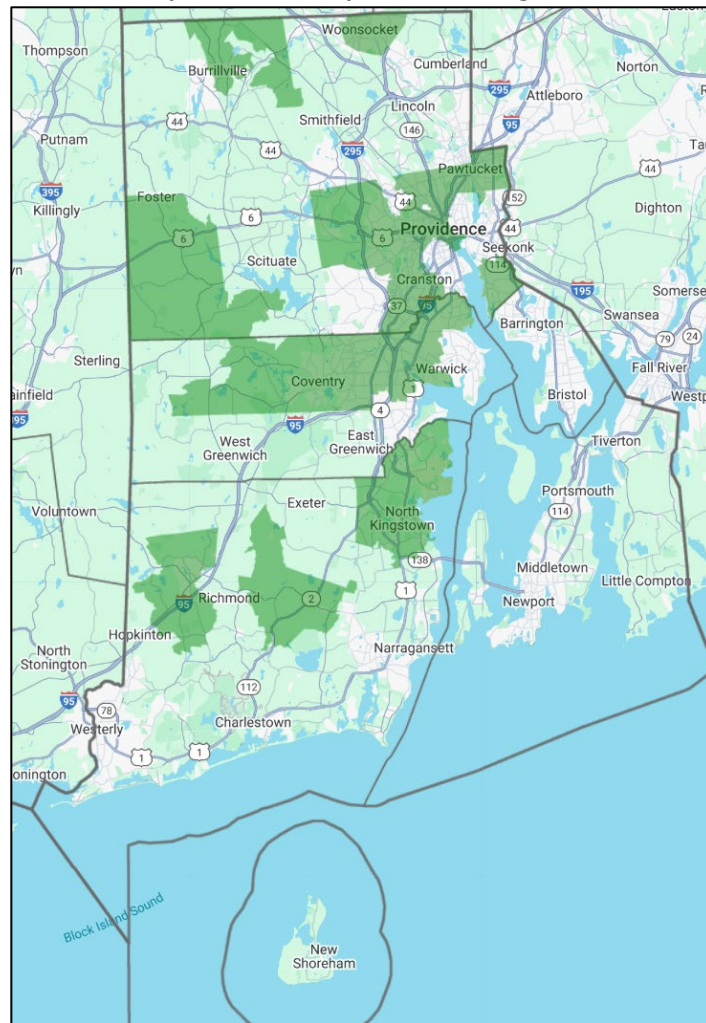 Woonsocket
Thompson
Burrillville
Cumberland
Norton
295
Attleboro
Lincoln
Smithfield
146
95
44
Putnam
44
295
Pawtucket
44
395
Foster
44
152
Killingly
6
Dighton
6
6
Providence
44
Seekonk
Scituate
114
Cranston
195
Somerse
37
75
Swansea
Barrington
79
24
Sterling
Fall River
Warwick
Coventry
1
Westp
ainfield
Bristol
4
95
95
East
Greenwich
Tiverton
West
Greenwich
Portsmouth
Exeter
Voluntown
North
Kingstown
114
138
Middletown
95
Richmond
2
1
Little Compton
Newport
Hopkinton
North
Stonington
Narragansett
112
95
78
Charlestown
Westerly
1
1
onington
Block Island Sound
New
Shoreham